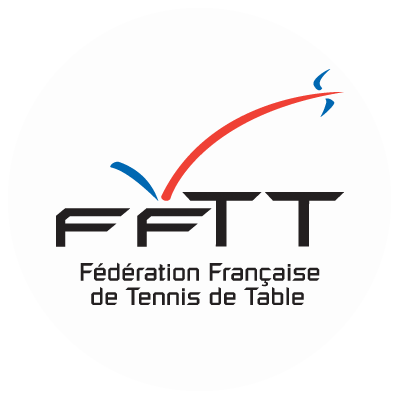 FFTT
Fédération Française
de Tennis de Table